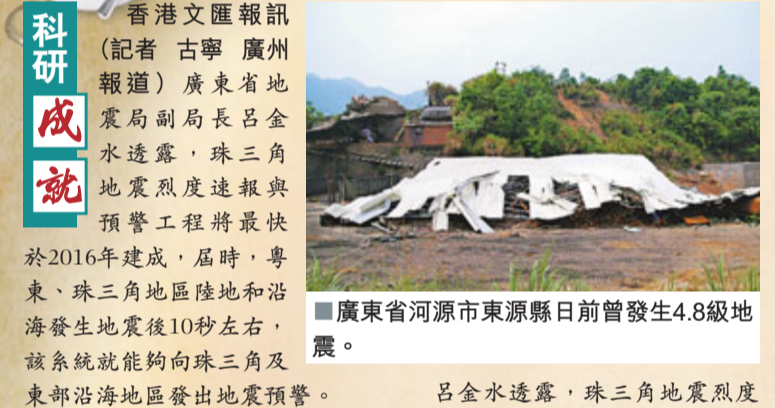 科研
成
就
香港文匯報訊
（記者 古寧 廣州
報道）廣東省地
震局副局長呂金
水透露，珠三角
地震烈度速報與
預警工程將最快
於2016年建成，屆時，粵
東、珠三角地區陸地和沿
海發生地震後10秒左右，
該系統就能夠向珠三角及
東部沿海地區發出地震預警。
■廣東省河源市東源縣日前曾發生4.8級地
震。
呂金水透露，珠三角地震烈度